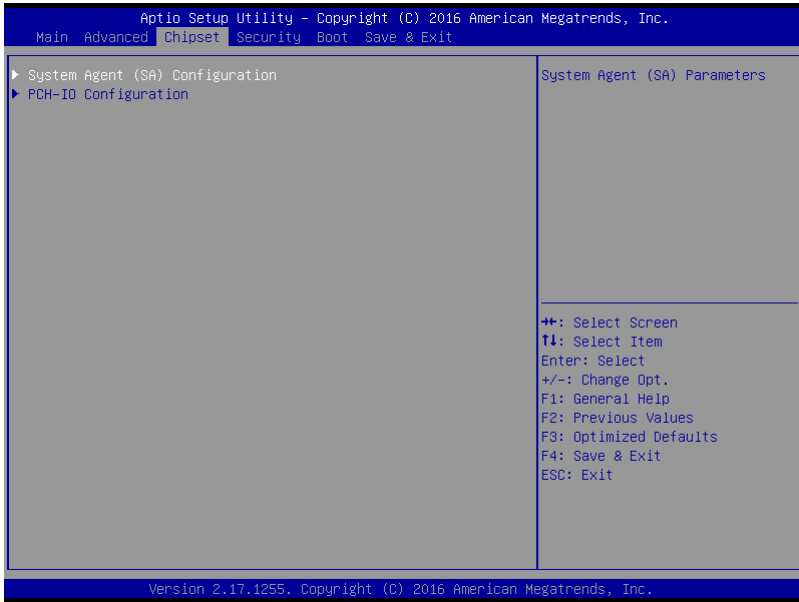 Aptio Setup Utility – Copyright (C) 2016 American Megatrends, Inc.
Main Advanced Chipset Security Boot Save & Exit
► System Agent (SA) Configuration
► PCH-IO Configuration
System Agent (SA) Parameters
→←: Select Screen
↑↓: Select Item
Enter: Select
+/-: Change Opt.
F1: General Help
F2: Previous Values
F3: Optimized Defaults
F4: Save & Exit
ESC: Exit
Version 2.17.1255. Copyright (C) 2016 American Megatrends, Inc.